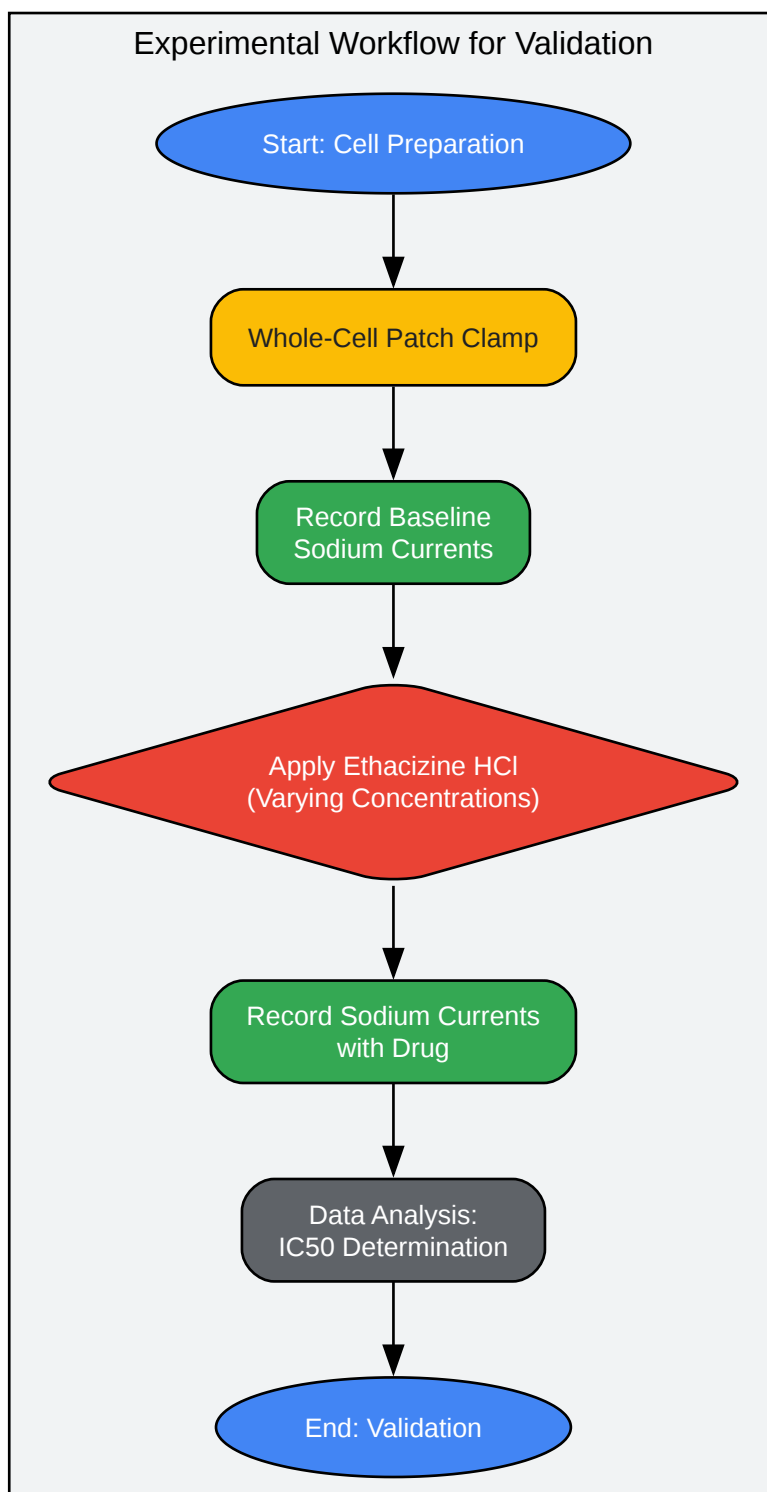 Experimental Workflow for Validation
Start: Cell Preparation
Whole-Cell Patch Clamp
Record Baseline
Sodium Currents
Apply Ethacizine HCl
(Varying Concentrations)
Record Sodium Currents
with Drug
Data Analysis:
IC50 Determination
End: Validation